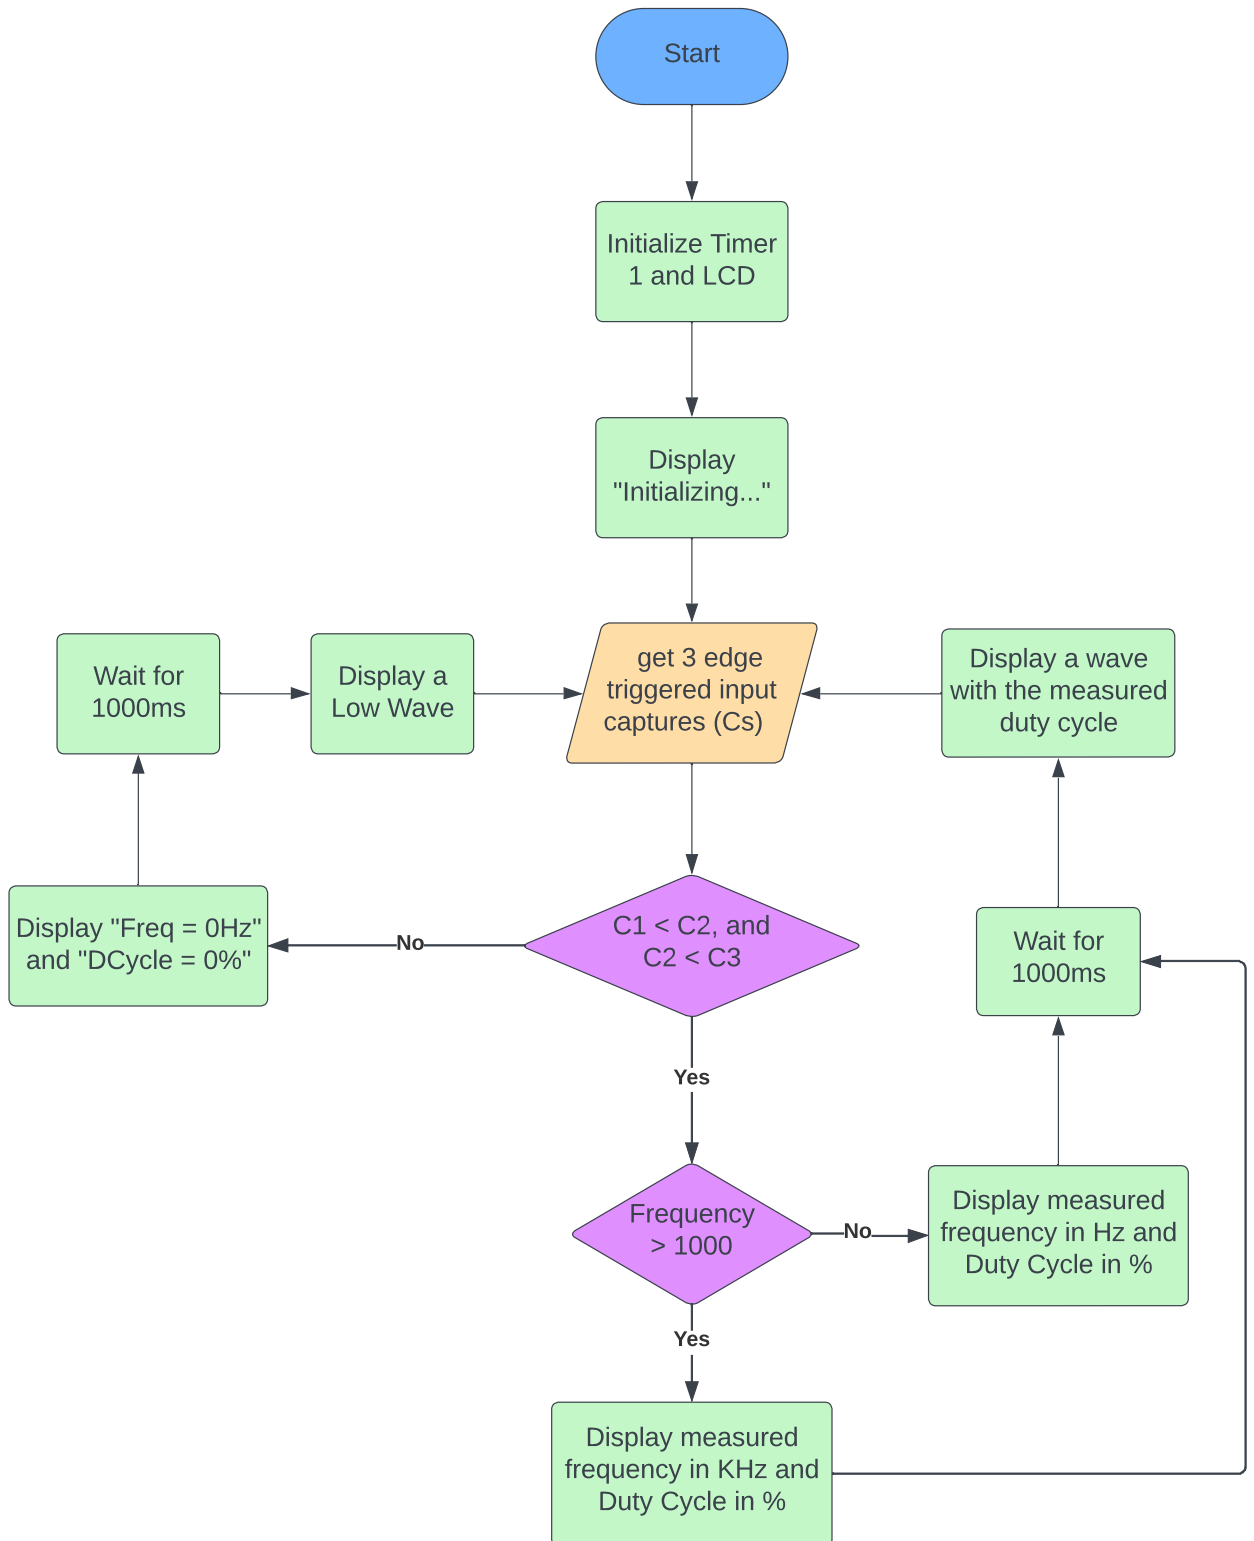 Start
Initialize Timer
1 and LCD
Display
"Initializing..."
Wait for
1000ms
Display a
Low Wave
get 3 edge
triggered input
captures (Cs)
Display a wave
with the measured
duty cycle
Display "Freq = 0Hz"
and "DCycle = 0%"
No
C1 < C2, and
C2 < C3
Wait for
1000ms
Yes
Frequency
> 1000
No
Display measured
frequency in Hz and
Duty Cycle in %
Yes
Display measured
frequency in KHz and
Duty Cycle in %